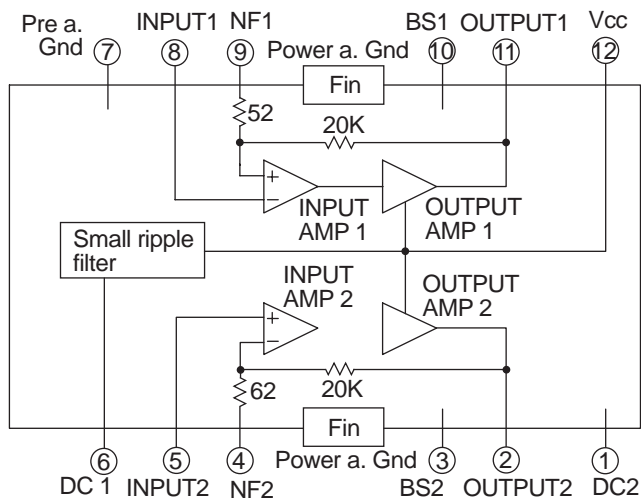 Pre a. Gnd
INPUT1
NF1
Power a. Gnd
BS1
OUTPUT1
Vcc
7
8
9
10
11
12
Fin
52
20K
+
−
INPUT AMP 1
OUTPUT AMP 1
Small ripple filter
INPUT AMP 2
OUTPUT AMP 2
+
−
62
20K
Fin
6
5
4
Power a. Gnd
3
2
1
DC 1
INPUT2
NF2
BS2
OUTPUT2
DC2